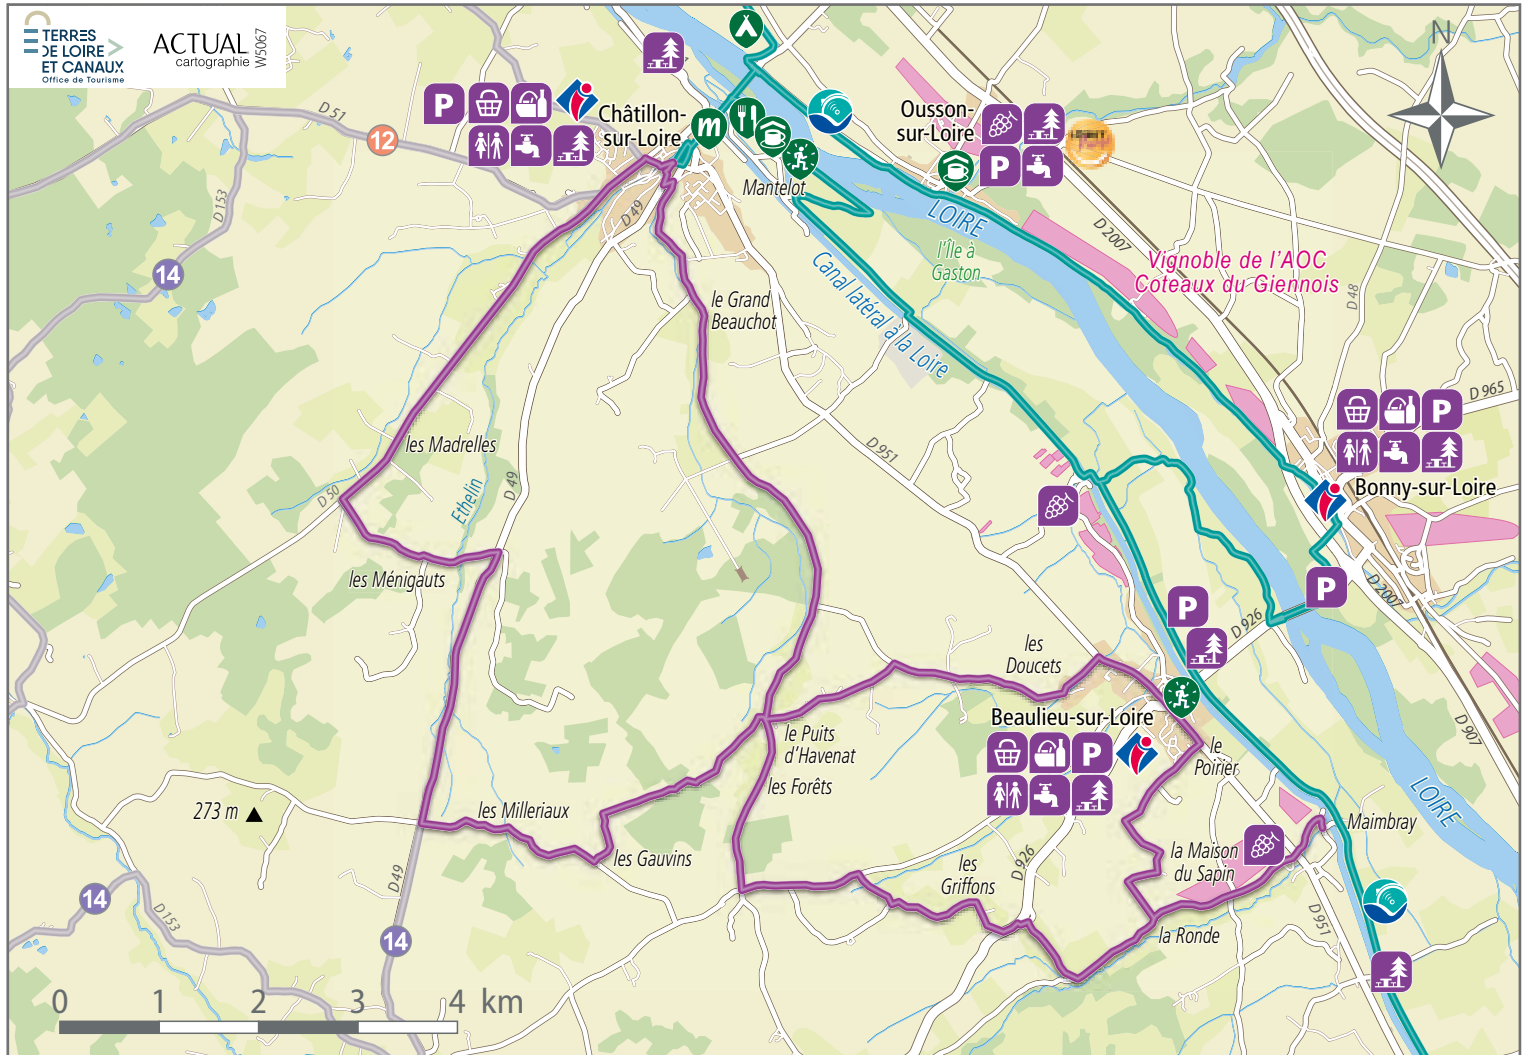 TERRES
DE LOIRE
ET CANAUX
Office de Tourisme
ACTUAL
cartographie
W5067
N
D 51
12
P
Châtillon-
sur-Loire
m
Ousson-
sur-Loire
P
Mantelot
D 49
D 153
14
LOIRE
l'Île à
Gaston
D 2007
Vignoble de l'AOC
Coteaux du Giennois
D 48
Canal latéral à la Loire
le Grand
Beauchot
D 965
P
Bonny-sur-Loire
les Madrelles
D 951
D 50
Ethelin
D 49
les Ménigauts
P
P
D 2007
D 926
les
Doucets
Beaulieu-sur-Loire
P
le Puits
d'Havenat
les Forêts
le
Poirier
D 907
LOIRE
273 m
les Milleriaux
les Gauvins
Maimbray
la Maison
du Sapin
les
Griffons
D 926
D 49
14
D 153
14
la Ronde
D 951
0 1 2 3 4 km